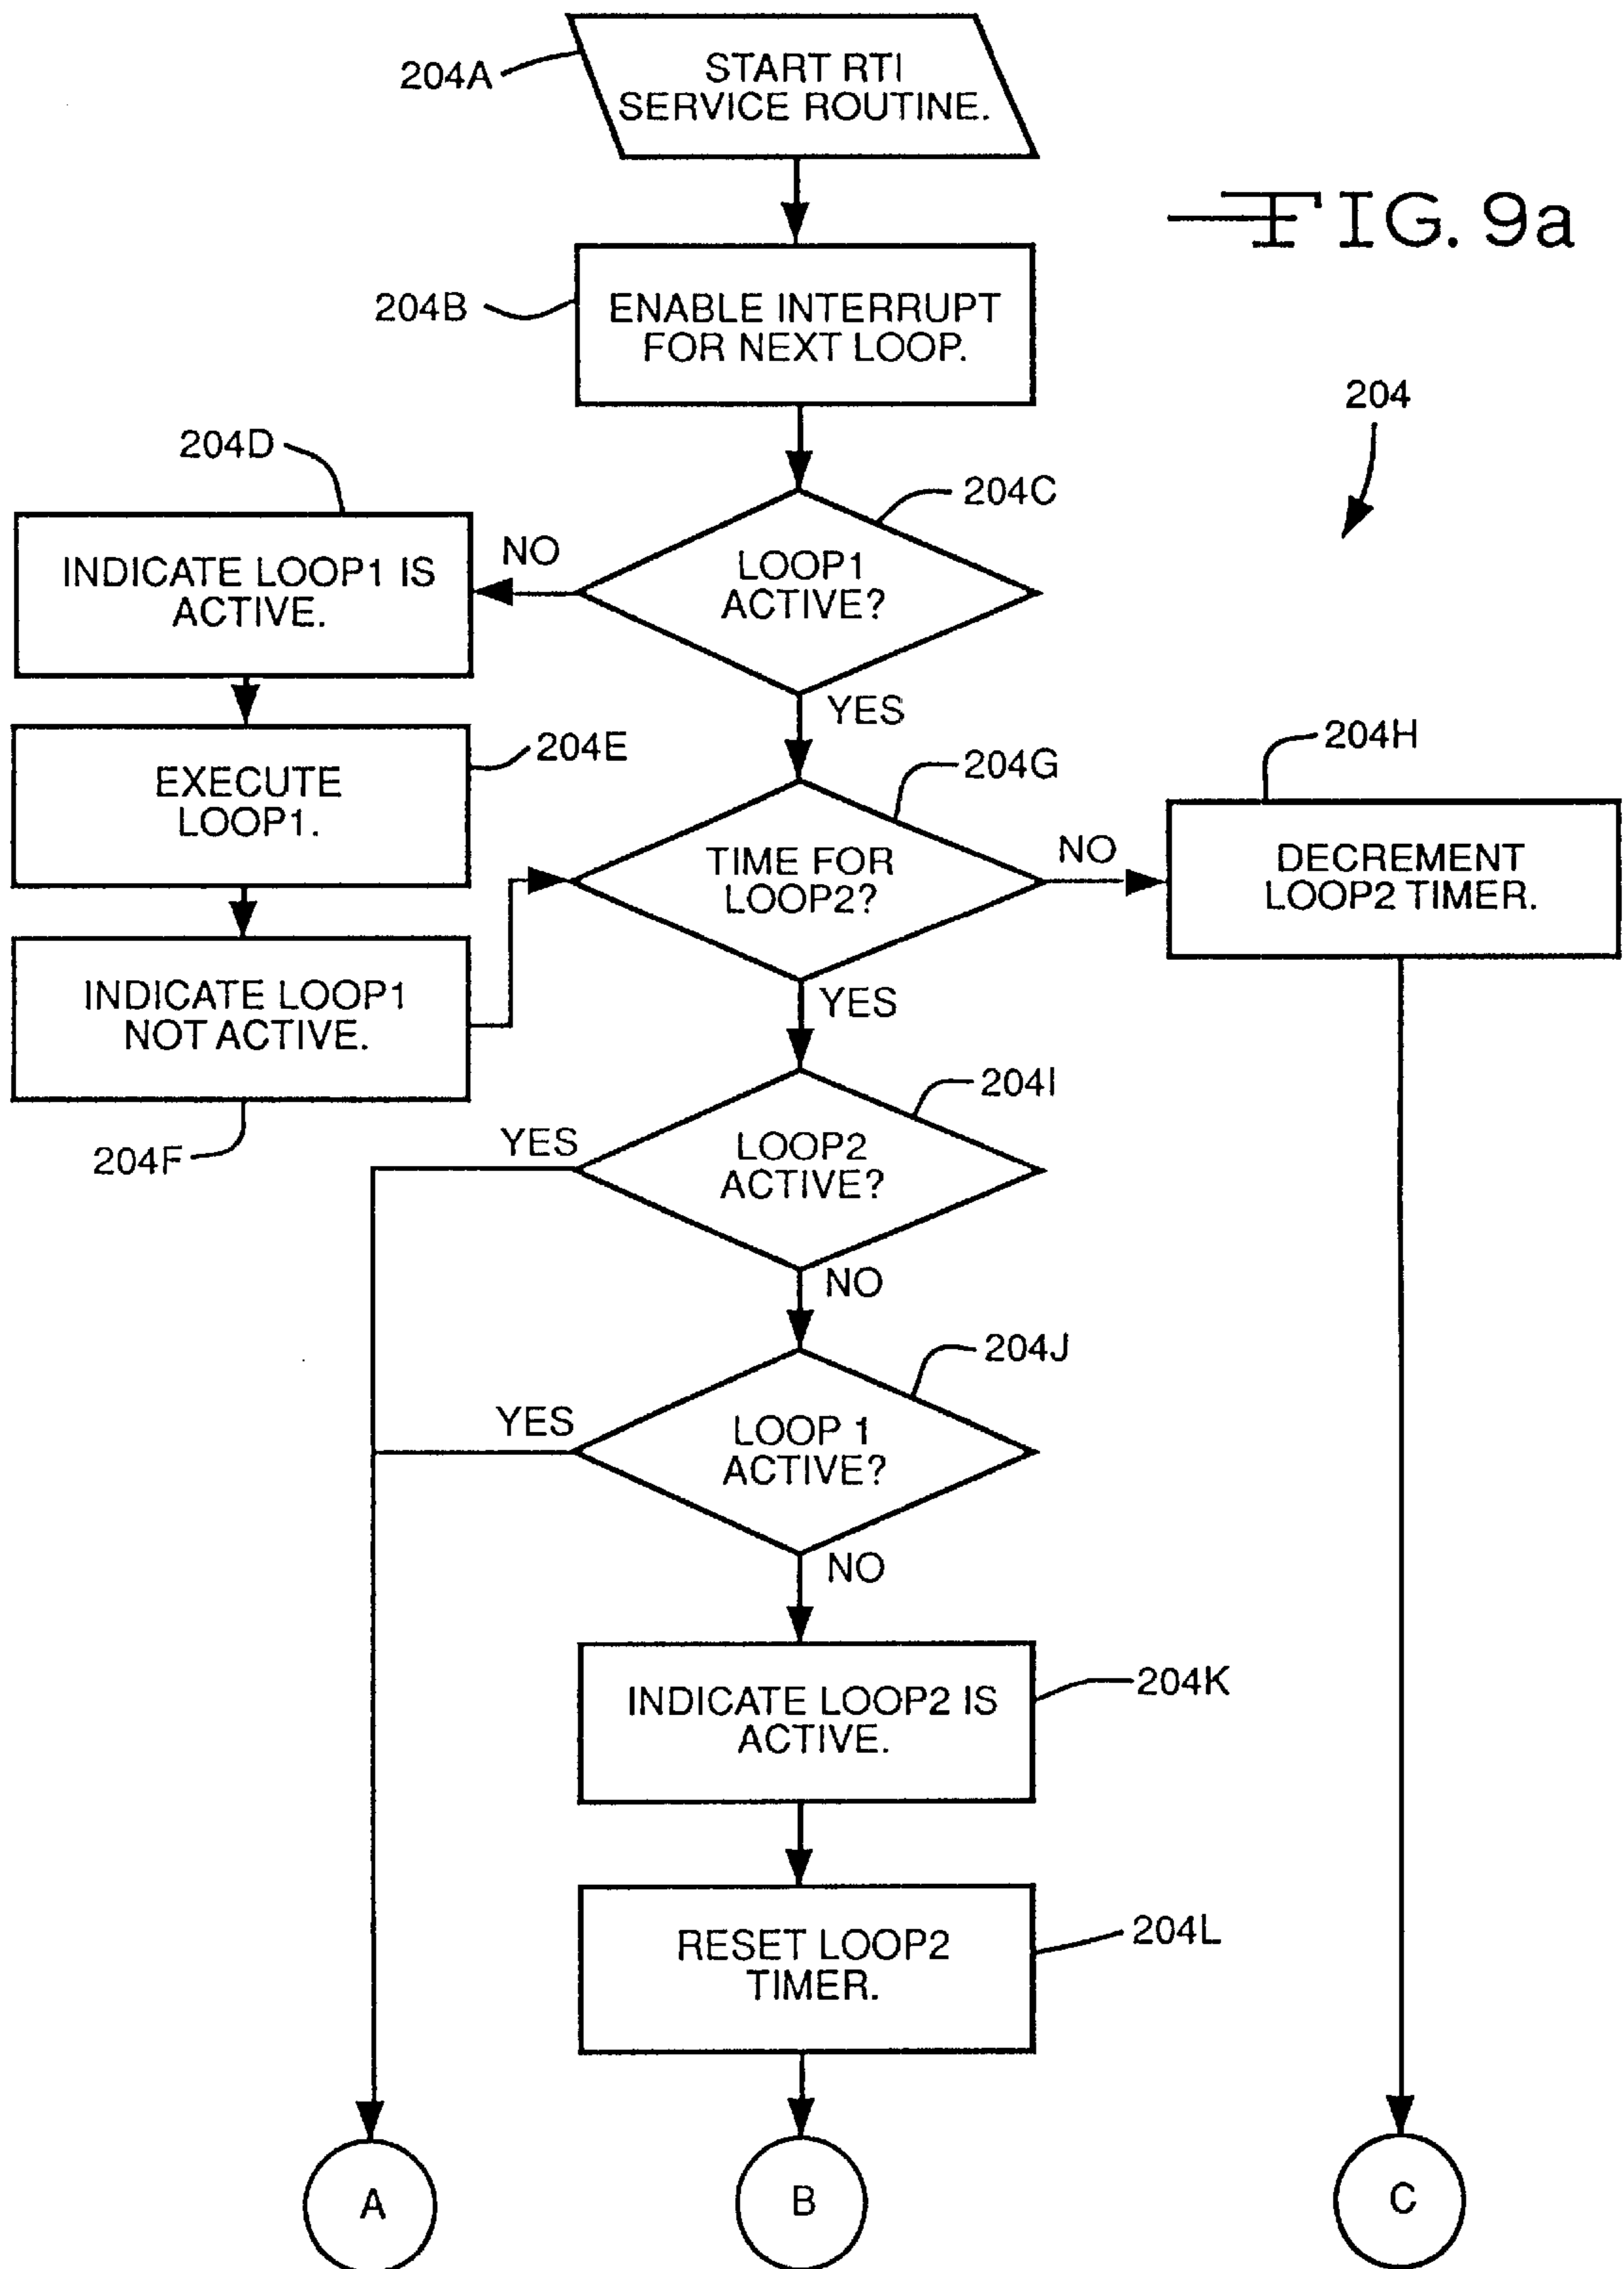 204A
START RTI
SERVICE ROUTINE.
FIG. 9a
204B
ENABLE INTERRUPT
FOR NEXT LOOP.
204
204D
204C
INDICATE LOOP1 IS
ACTIVE.
NO
LOOP1
ACTIVE?
YES
204E
EXECUTE
LOOP1.
204G
204H
TIME FOR
LOOP2?
NO
DECREMENT
LOOP2 TIMER.
INDICATE LOOP1
NOT ACTIVE.
YES
204F
204I
YES
LOOP2
ACTIVE?
NO
204J
YES
LOOP 1
ACTIVE?
NO
204K
INDICATE LOOP2 IS
ACTIVE.
204L
RESET LOOP2
TIMER.
A
B
C